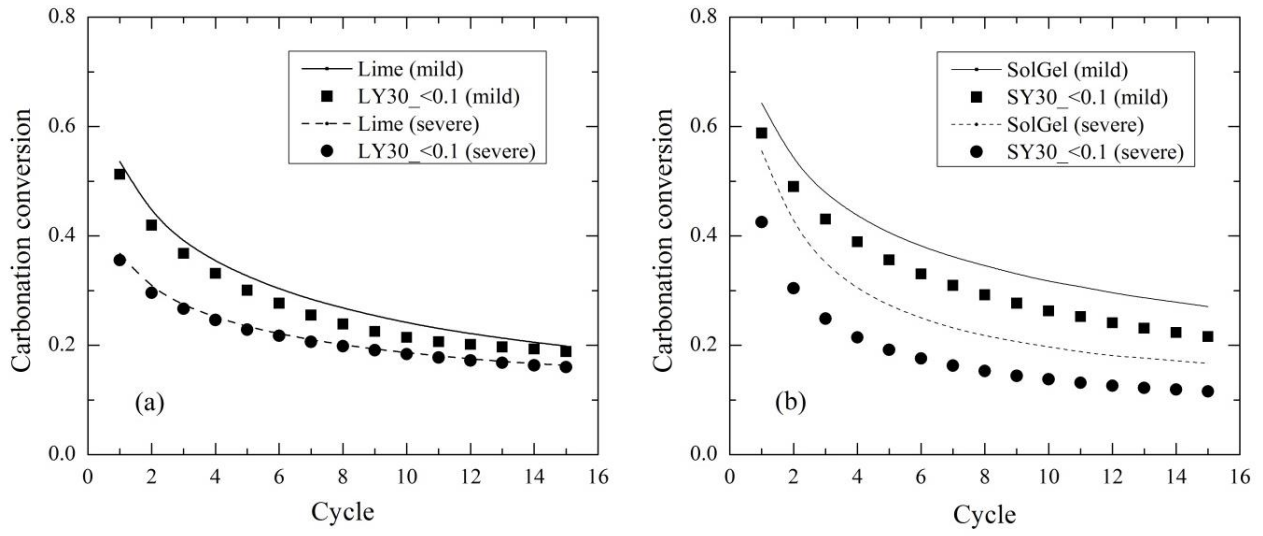 0.8
0.6
0.4
0.2
0.0
Carbonation conversion
Lime (mild)
LY30_<0.1 (mild)
Lime (severe)
LY30_<0.1 (severe)
(a)
0 2 4 6 8 10 12 14 16
Cycle
0.8
0.6
0.4
0.2
0.0
Carbonation conversion
SolGel (mild)
SY30_<0.1 (mild)
SolGel (severe)
SY30_<0.1 (severe)
(b)
0 2 4 6 8 10 12 14 16
Cycle